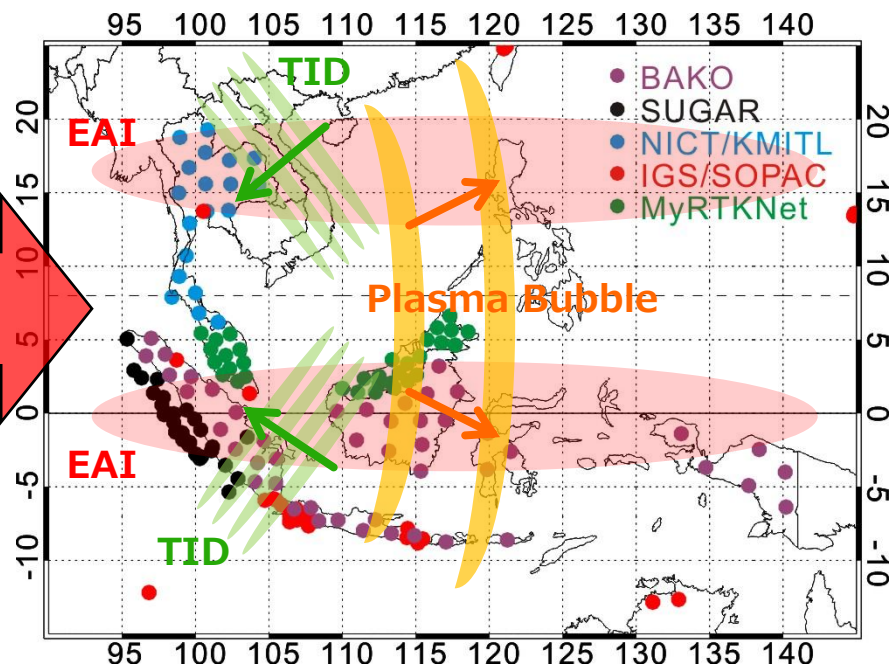 95 100 105 110 115 120 125 130 135 140
TID
BAKO
SUGAR
NICT/KMITL
IGS/SOPAC
MyRTKNet
EAI
Plasma Bubble
EAI
TID
20
15
10
5
0
-5
-10
20
15
10
5
0
-5
-10
95 100 105 110 115 120 125 130 135 140